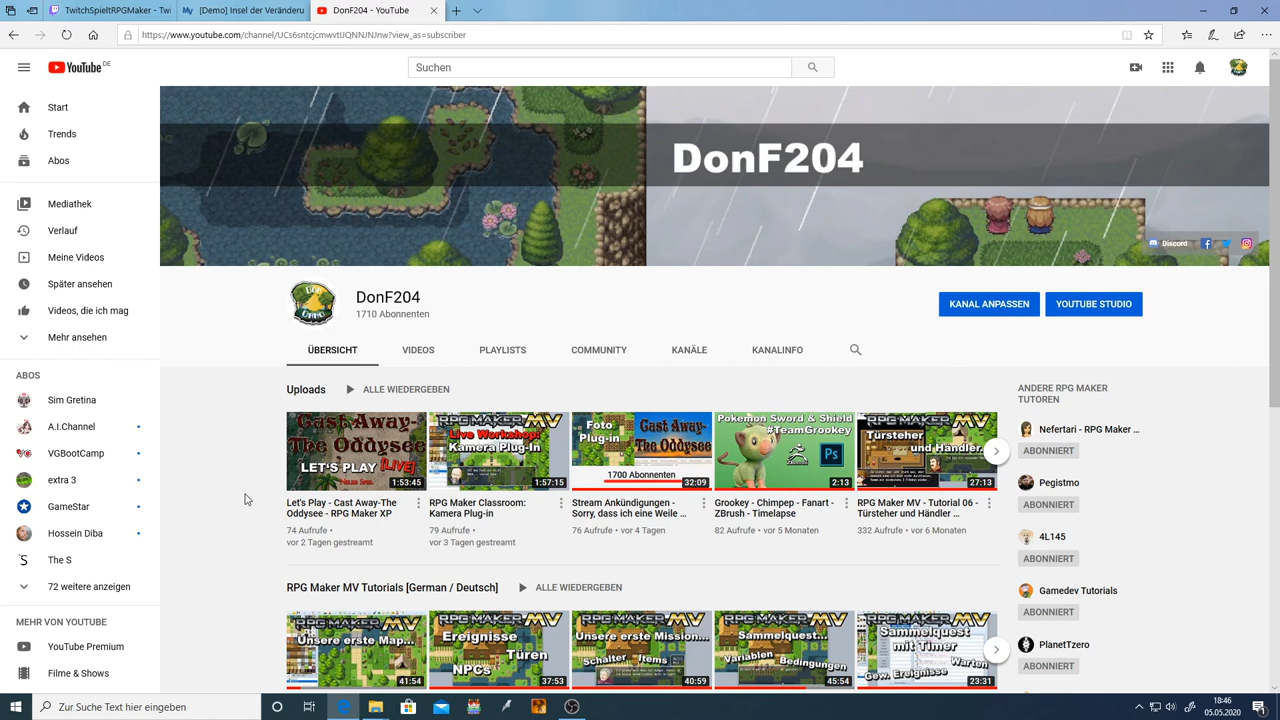 TwitchSpieltRPGMaker - Twi
[Demo] Insel der Veränderu
DonF204 - YouTube
https://www.youtube.com/channel/UCs6sntcjcmwvtIJQNNJNJnw?view_as=subscriber
YouTube DE
Suchen
Start
Trends
Abos
Mediathek
Verlauf
Meine Videos
Später ansehen
Videos, die ich mag
Mehr ansehen
ABOS
Sim Gretina
A.I.Channel
VGBootCamp
extra 3
GameStar
Hossein Diba
The S
72 weitere anzeigen
MEHR VON YOUTUBE
YouTube Premium
Filme & Shows
DonF204
Discord
DonF204
1710 Abonnenten
KANAL ANPASSEN
YOUTUBE STUDIO
ÜBERSICHT
VIDEOS
PLAYLISTS
COMMUNITY
KANÄLE
KANALINFO
Uploads
ALLE WIEDERGEBEN
Cast Away-
The Oddysee
LET'S PLAY (LIVE!)
1:53:45
Let's Play - Cast Away-The
Oddysee - RPG Maker XP
74 Aufrufe •
vor 2 Tagen gestreamt
RPG MAKER MV
Live Workshop:
Kamera Plug-In
1:57:15
RPG Maker Classroom:
Kamera Plug-in
79 Aufrufe •
vor 3 Tagen gestreamt
Foto
Plug-in
Cast Away-
The Oddysee
1700 Abonnenten
32:09
Stream Ankündigungen -
Sorry, dass ich eine Weile ...
76 Aufrufe • vor 4 Tagen
Pokemon Sword & Shield
#TeamGrookey
Ps
2:13
Grookey - Chimpep - Fanart -
ZBrush - Timelapse
82 Aufrufe • vor 5 Monaten
RPG MAKER MV
Türsteher
und Händler.
27:13
RPG Maker MV - Tutorial 06 -
Türsteher und Händler ...
332 Aufrufe • vor 6 Monaten
RPG Maker MV Tutorials [German / Deutsch]
ALLE WIEDERGEBEN
RPG MAKER MV
Unsere erste Map...
41:54
RPG MAKER MV
Ereignisse
Türen
NPCs
37:53
RPG MAKER MV
Unsere erste Mission...
Schalter
Items
40:59
RPG MAKER MV
Sammelquest...
Variablen
Bedingungen
45:54
RPG MAKER MV
Sammelquest
mit Timer
Warten
Gew. Ereignisse
23:31
ANDERE RPG MAKER
TUTOREN
Nefertari - RPG Maker ...
ABONNIERT
Pegistmo
ABONNIERT
4L145
ABONNIERT
Gamedev Tutorials
ABONNIERT
PlanetTzero
ABONNIERT
Zur Suche Text hier eingeben
18:46
05.05.2020